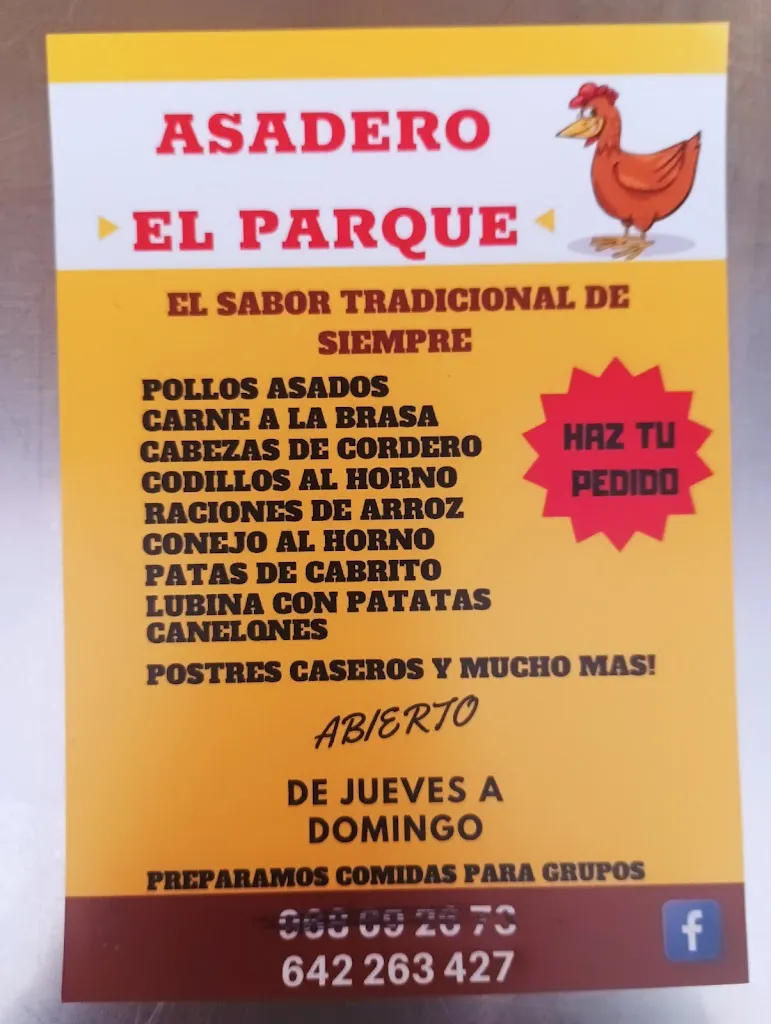 ASADERO
EL PARQUE
EL SABOR TRADICIONAL DE
SIEMPRE
POLLOS ASADOS
CARNE A LA BRASA
CABEZAS DE CORDERO
CODILLOS AL HORNO
RACIONES DE ARROZ
CONEJO AL HORNO
PATAS DE CABRITO
LUBINA CON PATATAS
CANELONES
POSTRES CASEROS Y MUCHO MAS!
HAZ TU
PEDIDO
ABIERTO
DE JUEVES A
DOMINGO
PREPARAMOS COMIDAS PARA GRUPOS
642 263 427
f